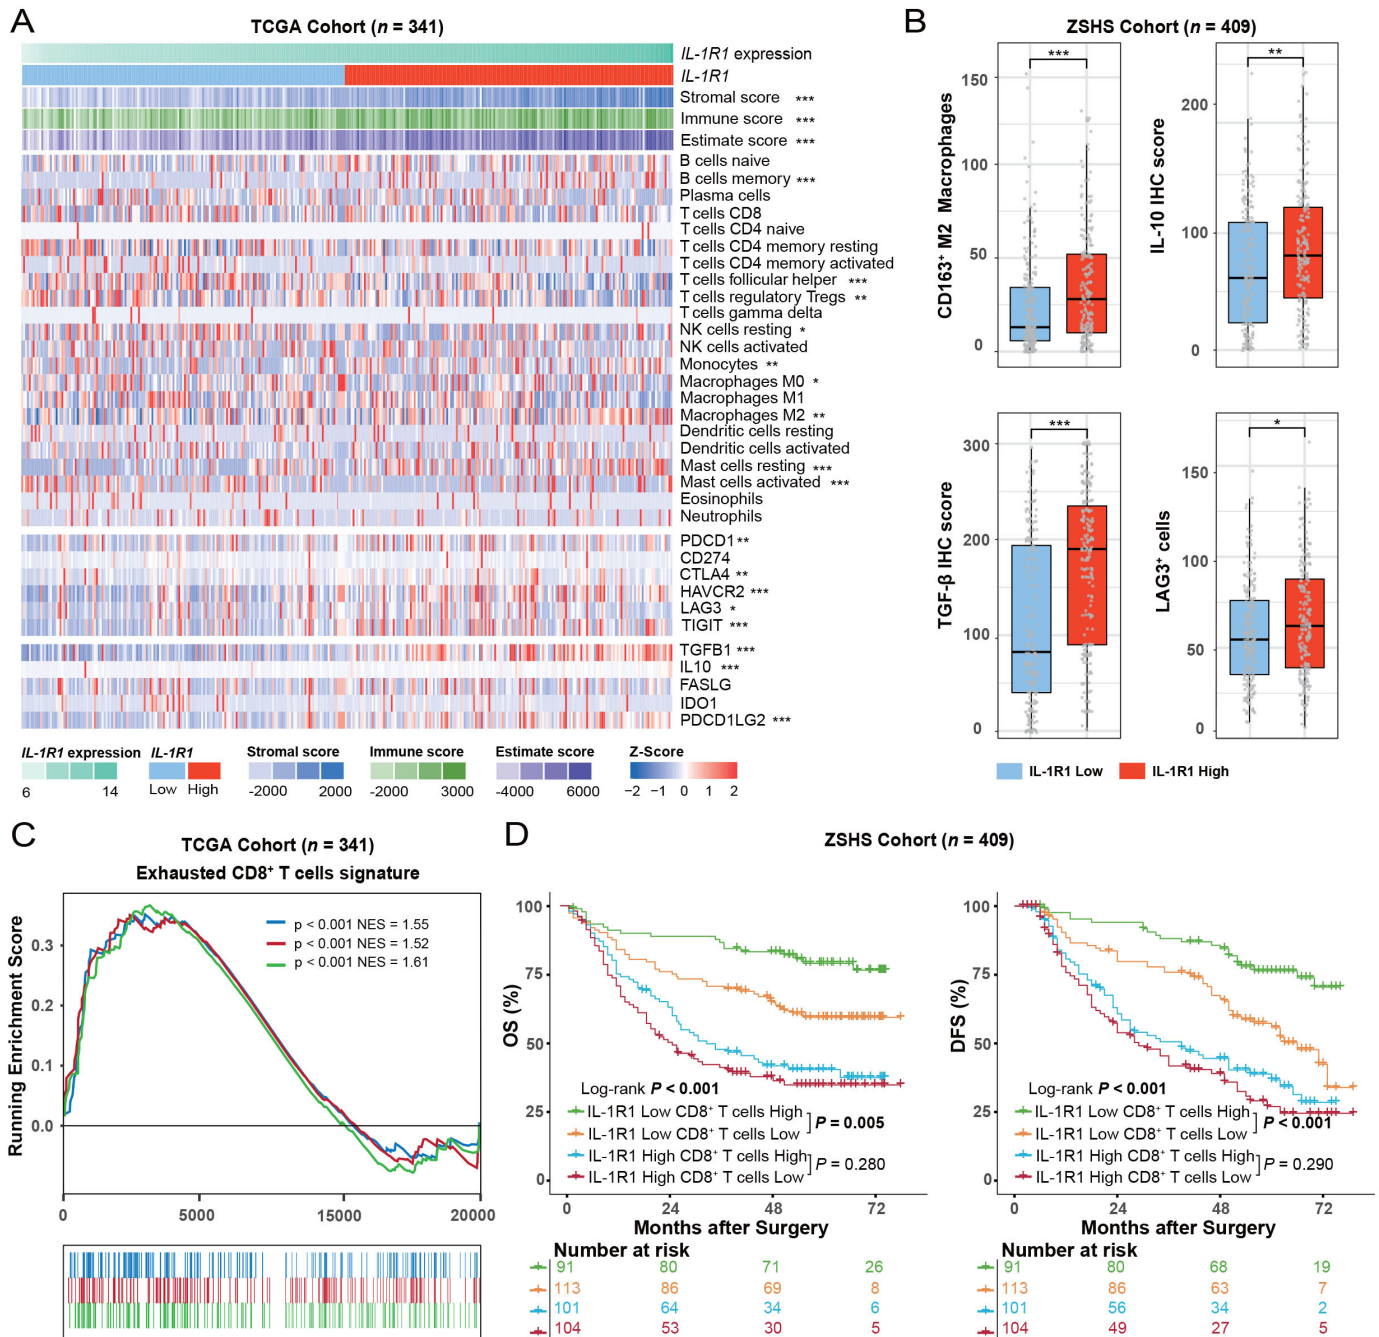 A
TCGA Cohort (n = 341)
IL-1R1 expression
IL-1R1
Stromal score ***
Immune score ***
Estimate score ***
B cells naive
B cells memory ***
Plasma cells
T cells CD8
T cells CD4 naive
T cells CD4 memory resting
T cells CD4 memory activated
T cells follicular helper ***
T cells regulatory Tregs **
T cells gamma delta
NK cells resting *
NK cells activated
Monocytes **
Macrophages M0 *
Macrophages M1
Macrophages M2 **
Dendritic cells resting
Dendritic cells activated
Mast cells resting ***
Mast cells activated ***
Eosinophils
Neutrophils
PDCD1 **
CD274
CTLA4 **
HAVCR2 ***
LAG3 *
TIGIT ***
TGFB1 ***
IL10 ***
FASLG
IDO1
PDCD1LG2 ***
IL-1R1 expression IL-1R1 Stromal score Immune score Estimate score Z-Score
6 14 Low High -2000 2000 -2000 3000 -4000 6000 −2 −1 0 1 2
B
ZSHS Cohort (n = 409)
CD163⁺ M2 Macrophages
150
100
50
0
***
IL-10 IHC score
200
100
0
**
TGF-β IHC score
300
200
100
0
***
LAG3⁺ cells
150
100
50
0
*
IL-1R1 Low IL-1R1 High
C
TCGA Cohort (n = 341)
Exhausted CD8⁺ T cells signature
Running Enrichment Score
0.3
0.2
0.1
0.0
p < 0.001 NES = 1.55
p < 0.001 NES = 1.52
p < 0.001 NES = 1.61
0 5000 15000 20000
D
ZSHS Cohort (n = 409)
OS (%)
100
75
50
25
0
Log-rank P < 0.001
IL-1R1 Low CD8⁺ T cells High
IL-1R1 Low CD8⁺ T cells Low
P = 0.005
IL-1R1 High CD8⁺ T cells High
IL-1R1 High CD8⁺ T cells Low
P = 0.280
0 24 48 72
Months after Surgery
Number at risk
91 80 71 26
113 86 69 8
101 64 34 6
104 53 30 5
DFS (%)
100
75
50
25
0
Log-rank P < 0.001
IL-1R1 Low CD8⁺ T cells High
IL-1R1 Low CD8⁺ T cells Low
P < 0.001
IL-1R1 High CD8⁺ T cells High
IL-1R1 High CD8⁺ T cells Low
P = 0.290
0 24 48 72
Months after Surgery
Number at risk
91 80 68 19
113 86 63 7
101 56 34 2
104 49 27 5